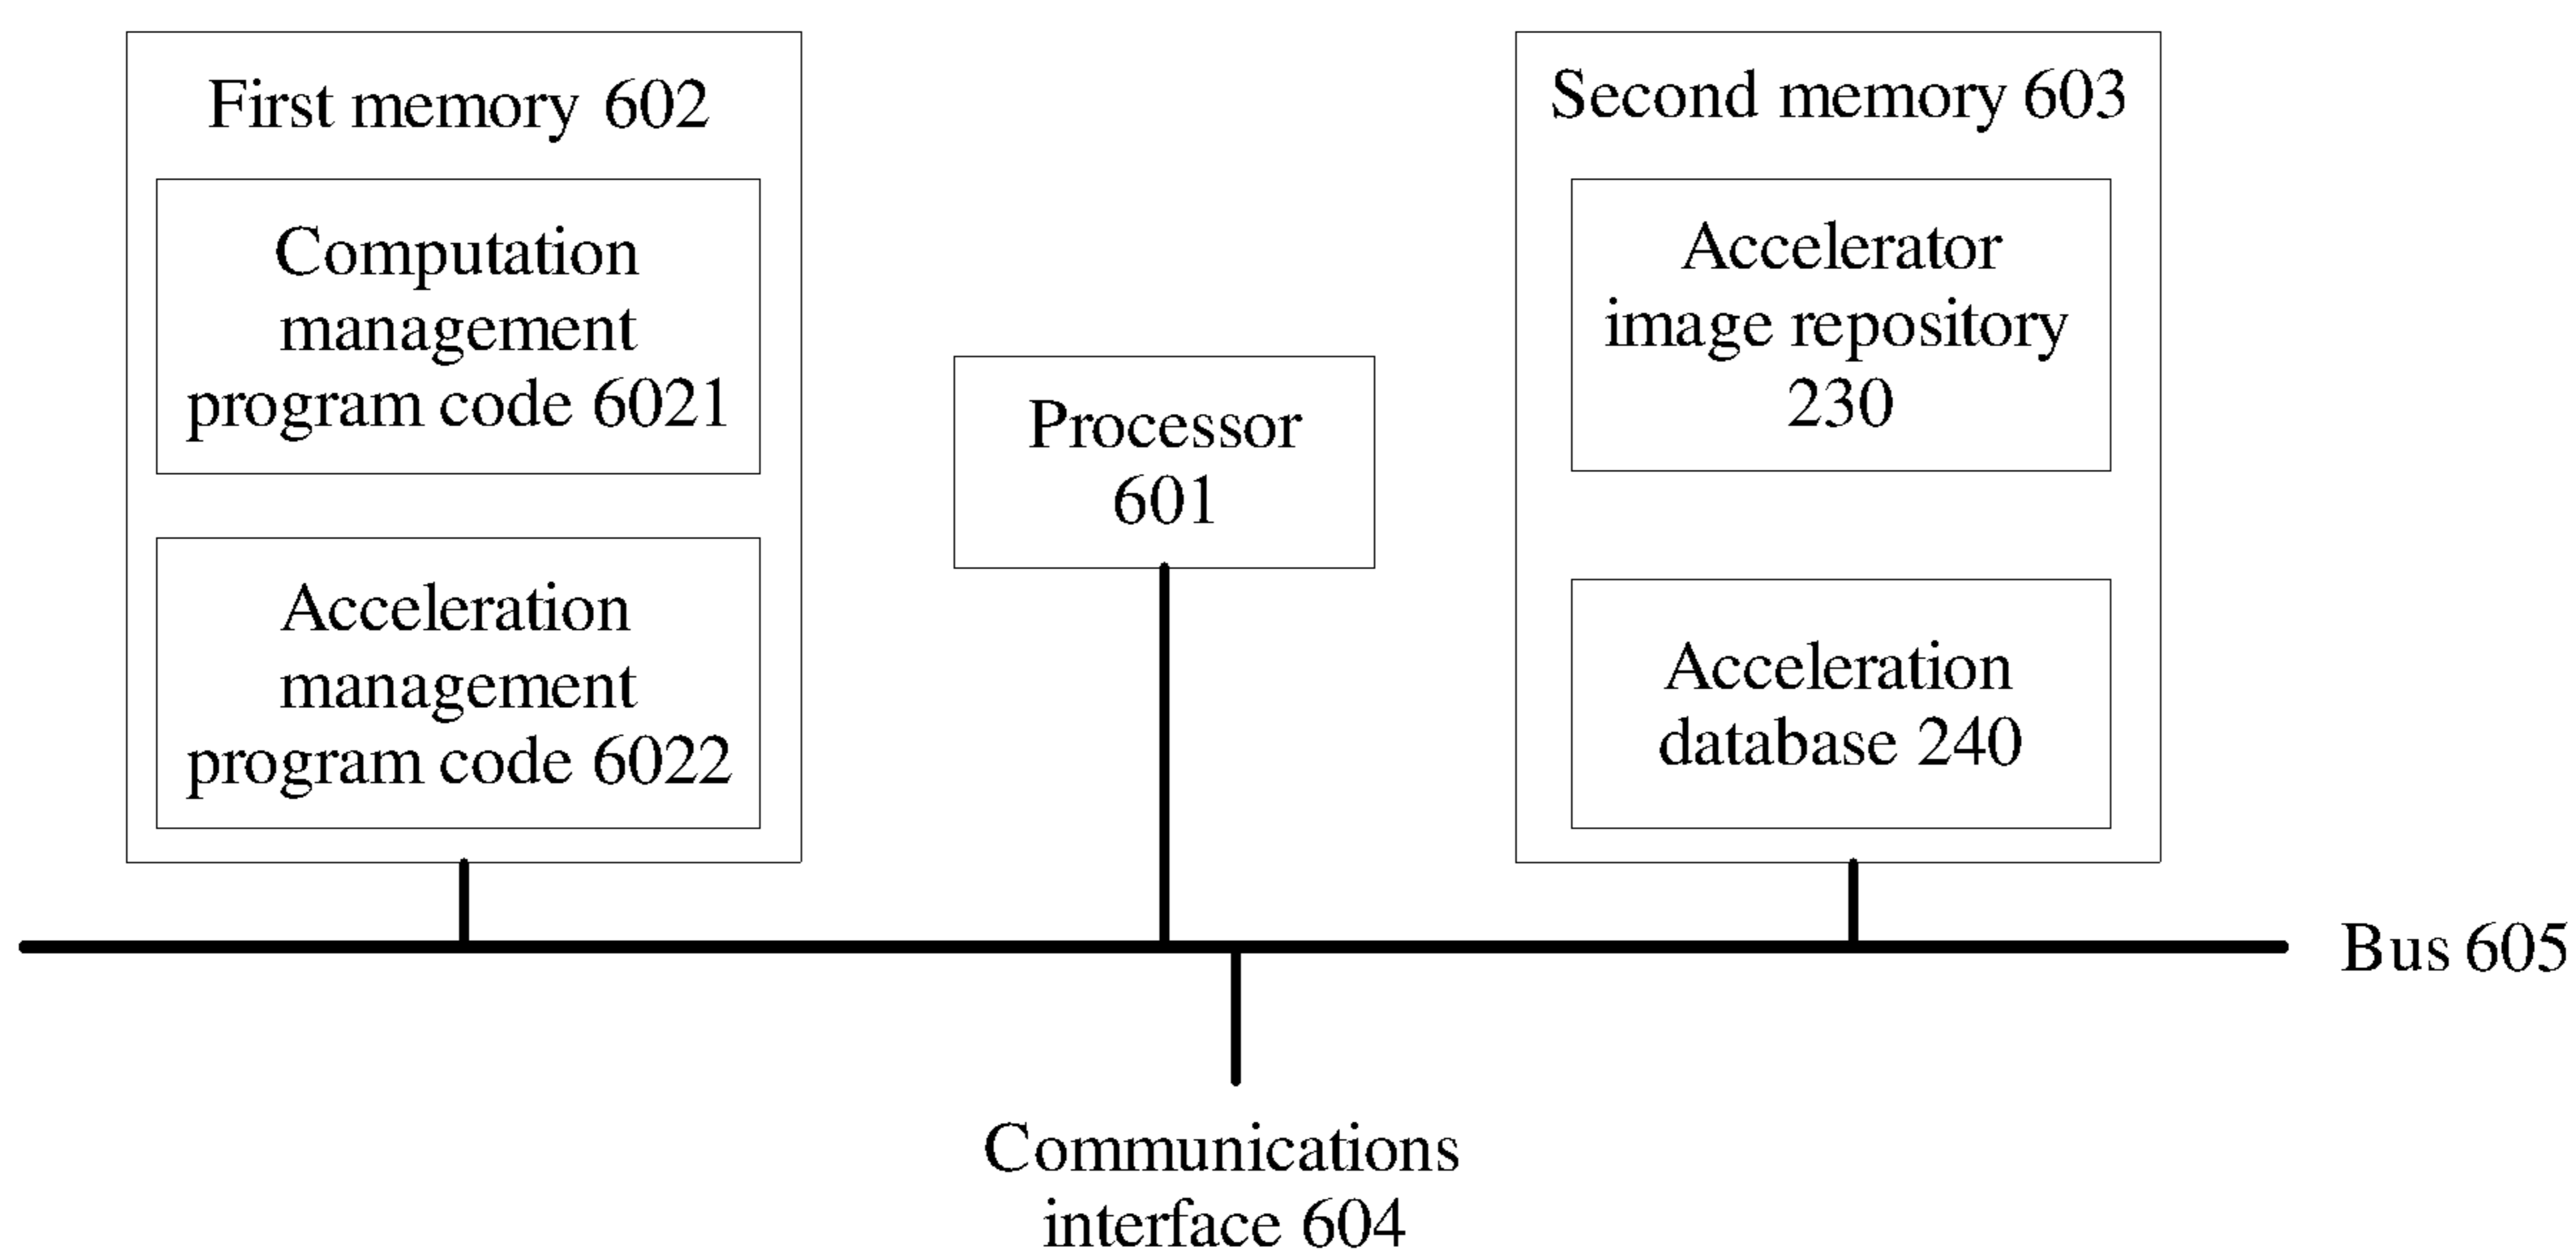 First memory 602
Computation
management
program code 6021
Acceleration
management
program code 6022
Processor
601
Second memory 603
Accelerator
image repository
230
Acceleration
database 240
Bus 605
Communications
interface 604